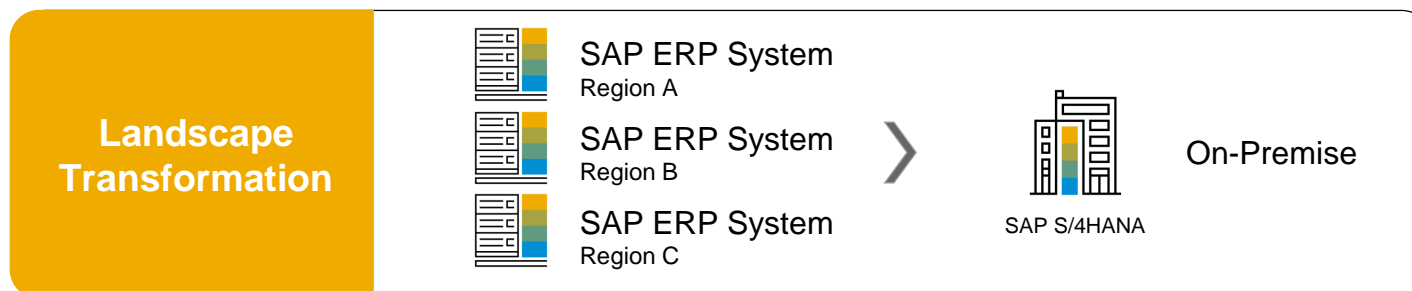 Landscape
Transformation
SAP ERP System
Region A
SAP ERP System
Region B
SAP ERP System
Region C
SAP S/4HANA
On-Premise